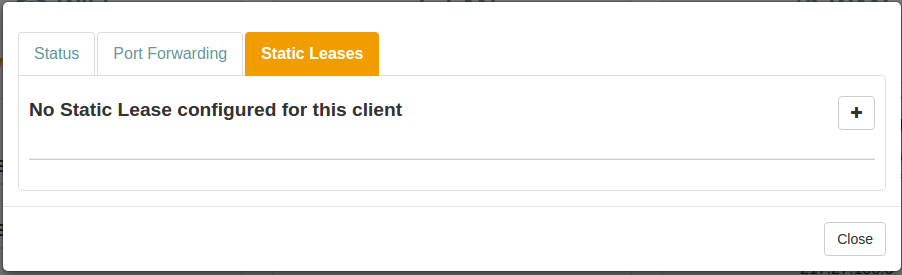 Status
Port Forwarding
Static Leases
No Static Lease configured for this client
Close